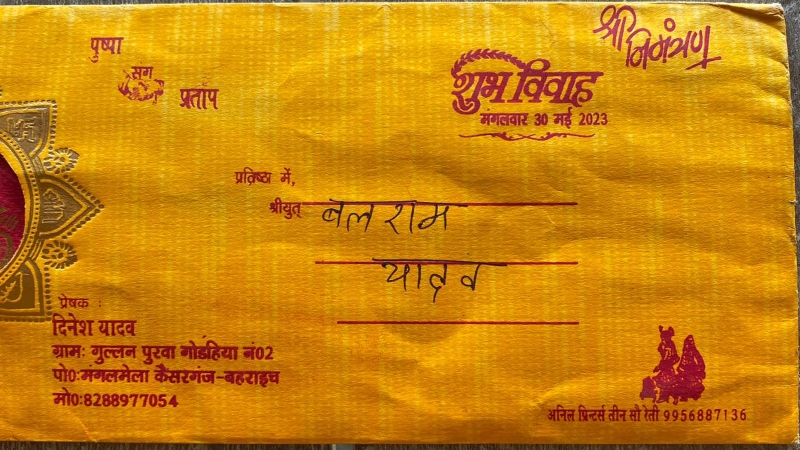 श्री
निमंत्रण
पुष्पा
संग
प्रताप
शुभ विवाह
मंगलवार 30 मई 2023
प्रतिष्ठा में,
श्रीयुत् बल राम
यादव
प्रेषक :
दिनेश यादव
ग्राम: गुल्लन पुरवा गोडहिया नं02
पो0:मंगलमेला कैसरगंज-बहराइच
मो0:8288977054
अनिल प्रिन्टर्स तीन सौ रेती 9956887136